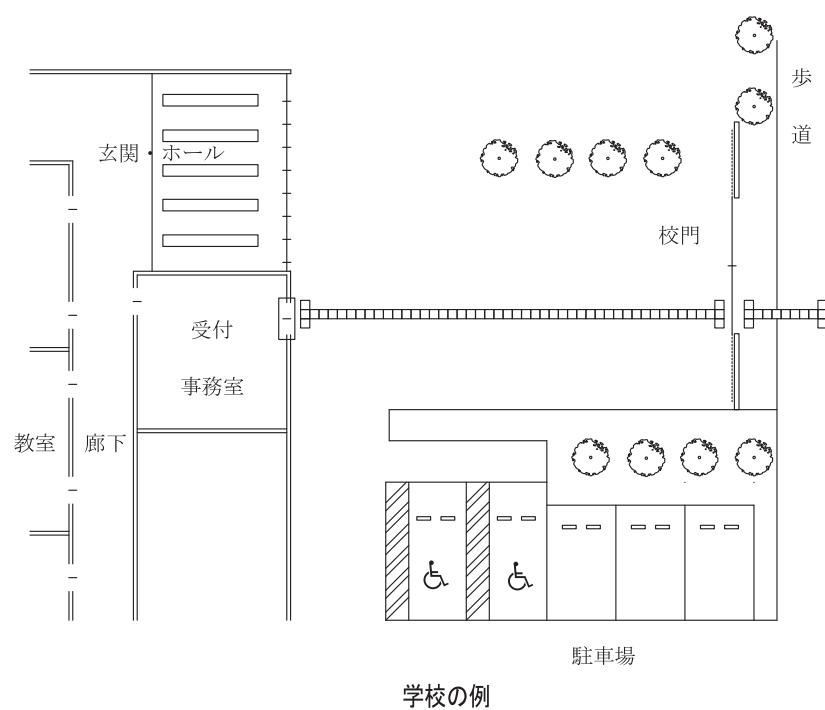 歩道
玄関・ホール
校門
受付
事務室
教室
廊下
駐車場
学校の例